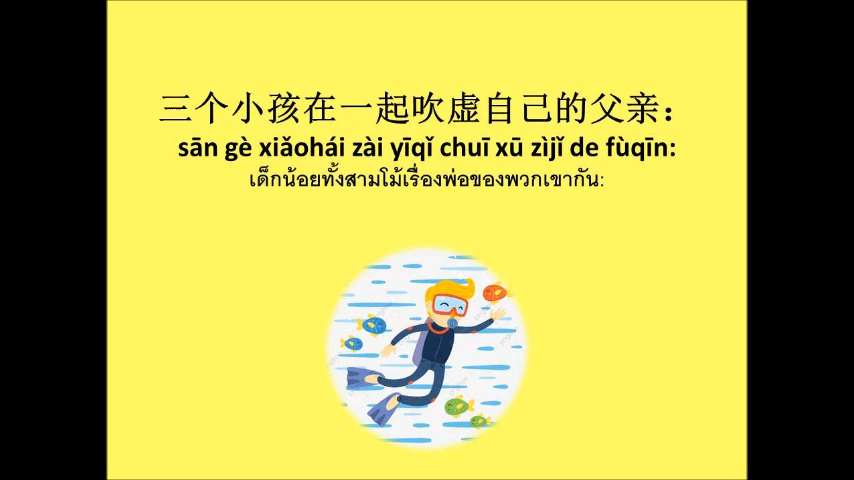 三个小孩在一起吹虚自己的父亲：
sān gè xiǎohái zài yīqǐ chuī xū zìjǐ de fùqīn:
เด็กน้อยทั้งสามโม้เรื่องพ่อของพวกเขากัน: